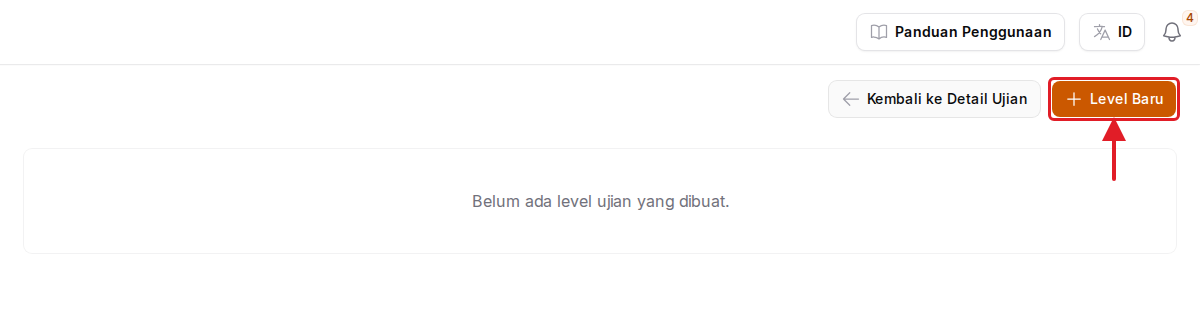 Panduan Penggunaan
ID
4
Kembali ke Detail Ujian
Level Baru
Belum ada level ujian yang dibuat.